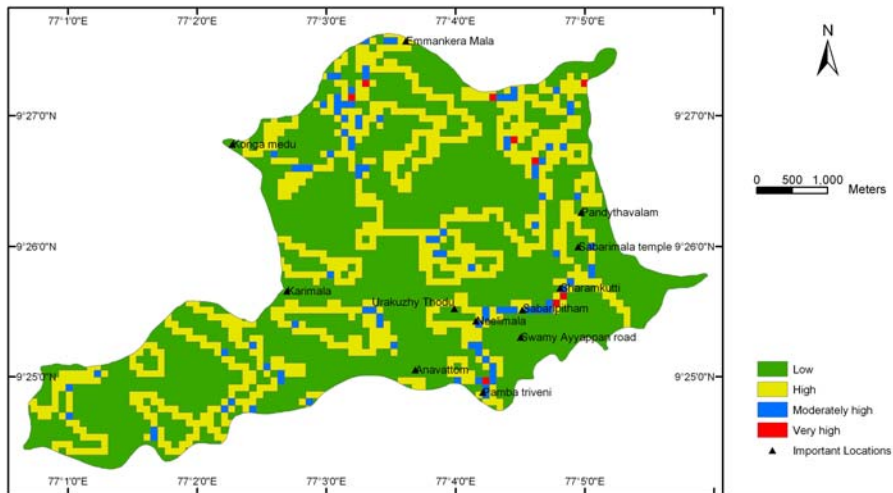 77°1'0"E 77°2'0"E 77°3'0"E 77°4'0"E 77°5'0"E
N
Emmankera Mala
9°27'0"N 9°27'0"N
Konga medu
0 500 1,000
Meters
Pandythavalam
9°26'0"N Sabarimala temple 9°26'0"N
Karimala Sharamkutti
Urakuzhy Thodu Sabaripitham
Neelimala
Swamy Ayyappan road
9°25'0"N Anavattom 9°25'0"N
Pamba triveni
Low
High
Moderately high
Very high
Important Locations
77°1'0"E 77°2'0"E 77°3'0"E 77°4'0"E 77°5'0"E